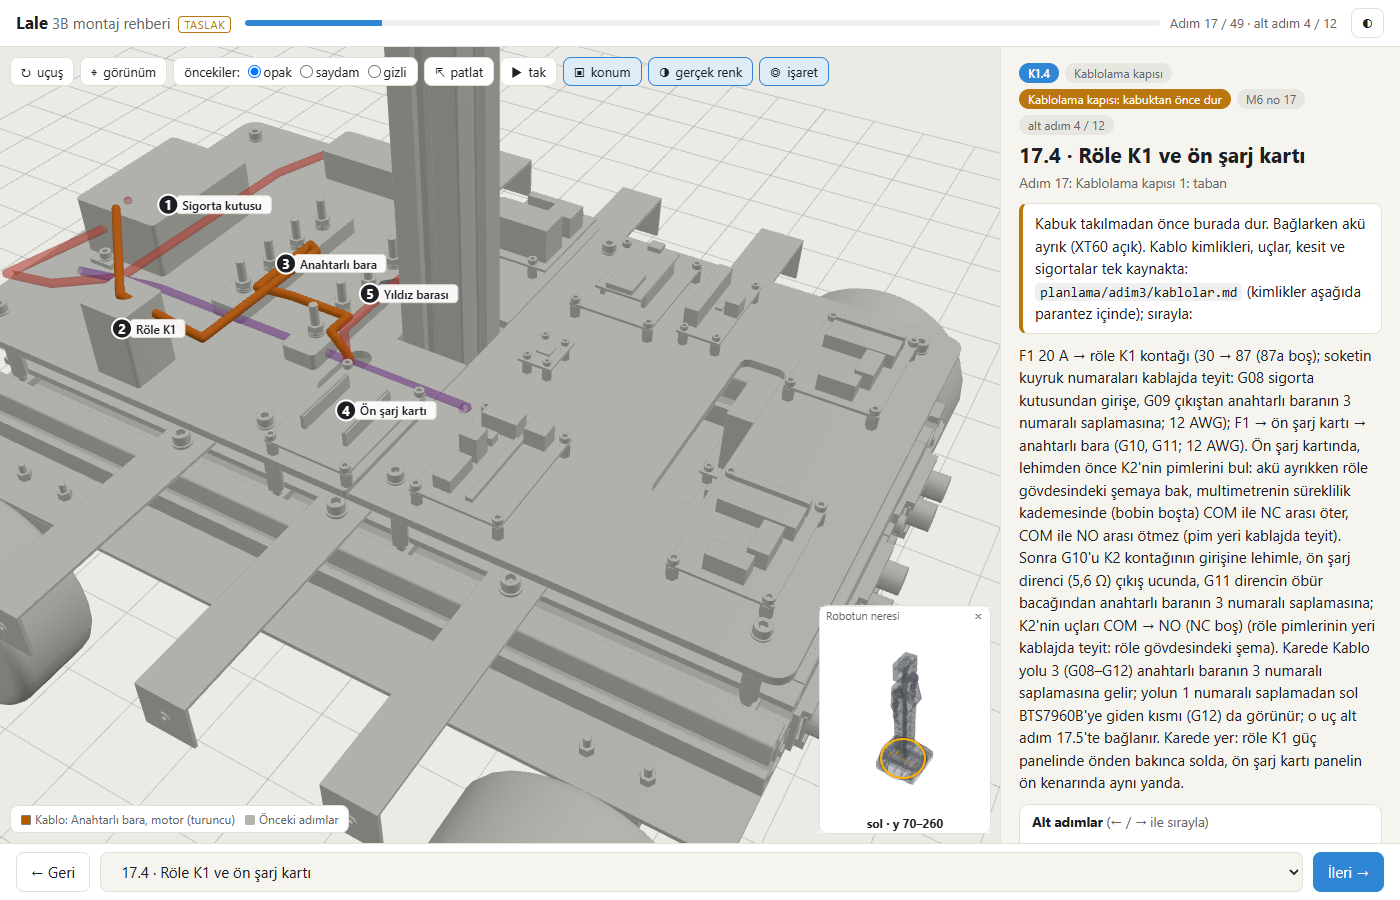 Lale 3B montaj rehberi TASLAK
Adım 17 / 49 · alt adım 4 / 12
↻ uçuş
⌖ görünüm
öncekiler: opak saydam gizli
↖ patlat
▶ tak
▣ konum
◑ gerçek renk
◎ işaret
1 Sigorta kutusu
3 Anahtarlı bara
5 Yıldız barası
2 Röle K1
4 Ön şarj kartı
Robotun neresi ×
sol · y 70–260
Kablo: Anahtarlı bara, motor (turuncu) Önceki adımlar
K1.4 Kablolama kapısı
Kablolama kapısı: kabuktan önce dur M6 no 17
alt adım 4 / 12
17.4 · Röle K1 ve ön şarj kartı
Adım 17: Kablolama kapısı 1: taban
Kabuk takılmadan önce burada dur. Bağlarken akü
ayrık (XT60 açık). Kablo kimlikleri, uçlar, kesit ve
sigortalar tek kaynakta:
planlama/adim3/kablolar.md (kimlikler aşağıda
parantez içinde); sırayla:
F1 20 A → röle K1 kontağı (30 → 87 (87a boş); soketin
kuyruk numaraları kablajda teyit: G08 sigorta
kutusundan girişe, G09 çıkıştan anahtarlı baranın 3
numaralı saplamasına; 12 AWG); F1 → ön şarj kartı →
anahtarlı bara (G10, G11; 12 AWG). Ön şarj kartında,
lehimden önce K2'nin pimlerini bul: akü ayrıkken röle
gövdesindeki şemaya bak, multimetrenin süreklilik
kademesinde (bobin boşta) COM ile NC arası öter,
COM ile NO arası ötmez (pim yeri kablajda teyit).
Sonra G10'u K2 kontağının girişine lehimle, ön şarj
direnci (5,6 Ω) çıkış ucunda, G11 direncin öbür
bacağından anahtarlı baranın 3 numaralı saplamasına;
K2'nin uçları COM → NO (NC boş) (röle pimlerinin yeri
kablajda teyit: röle gövdesindeki şema). Karede Kablo
yolu 3 (G08–G12) anahtarlı baranın 3 numaralı
saplamasına gelir; yolun 1 numaralı saplamadan sol
BTS7960B'ye giden kısmı (G12) da görünür; o uç alt
adım 17.5'te bağlanır. Karede yer: röle K1 güç
panelinde önden bakınca solda, ön şarj kartı panelin
ön kenarında aynı yanda.
Alt adımlar (← / → ile sırayla)
← Geri
17.4 · Röle K1 ve ön şarj kartı
İleri →